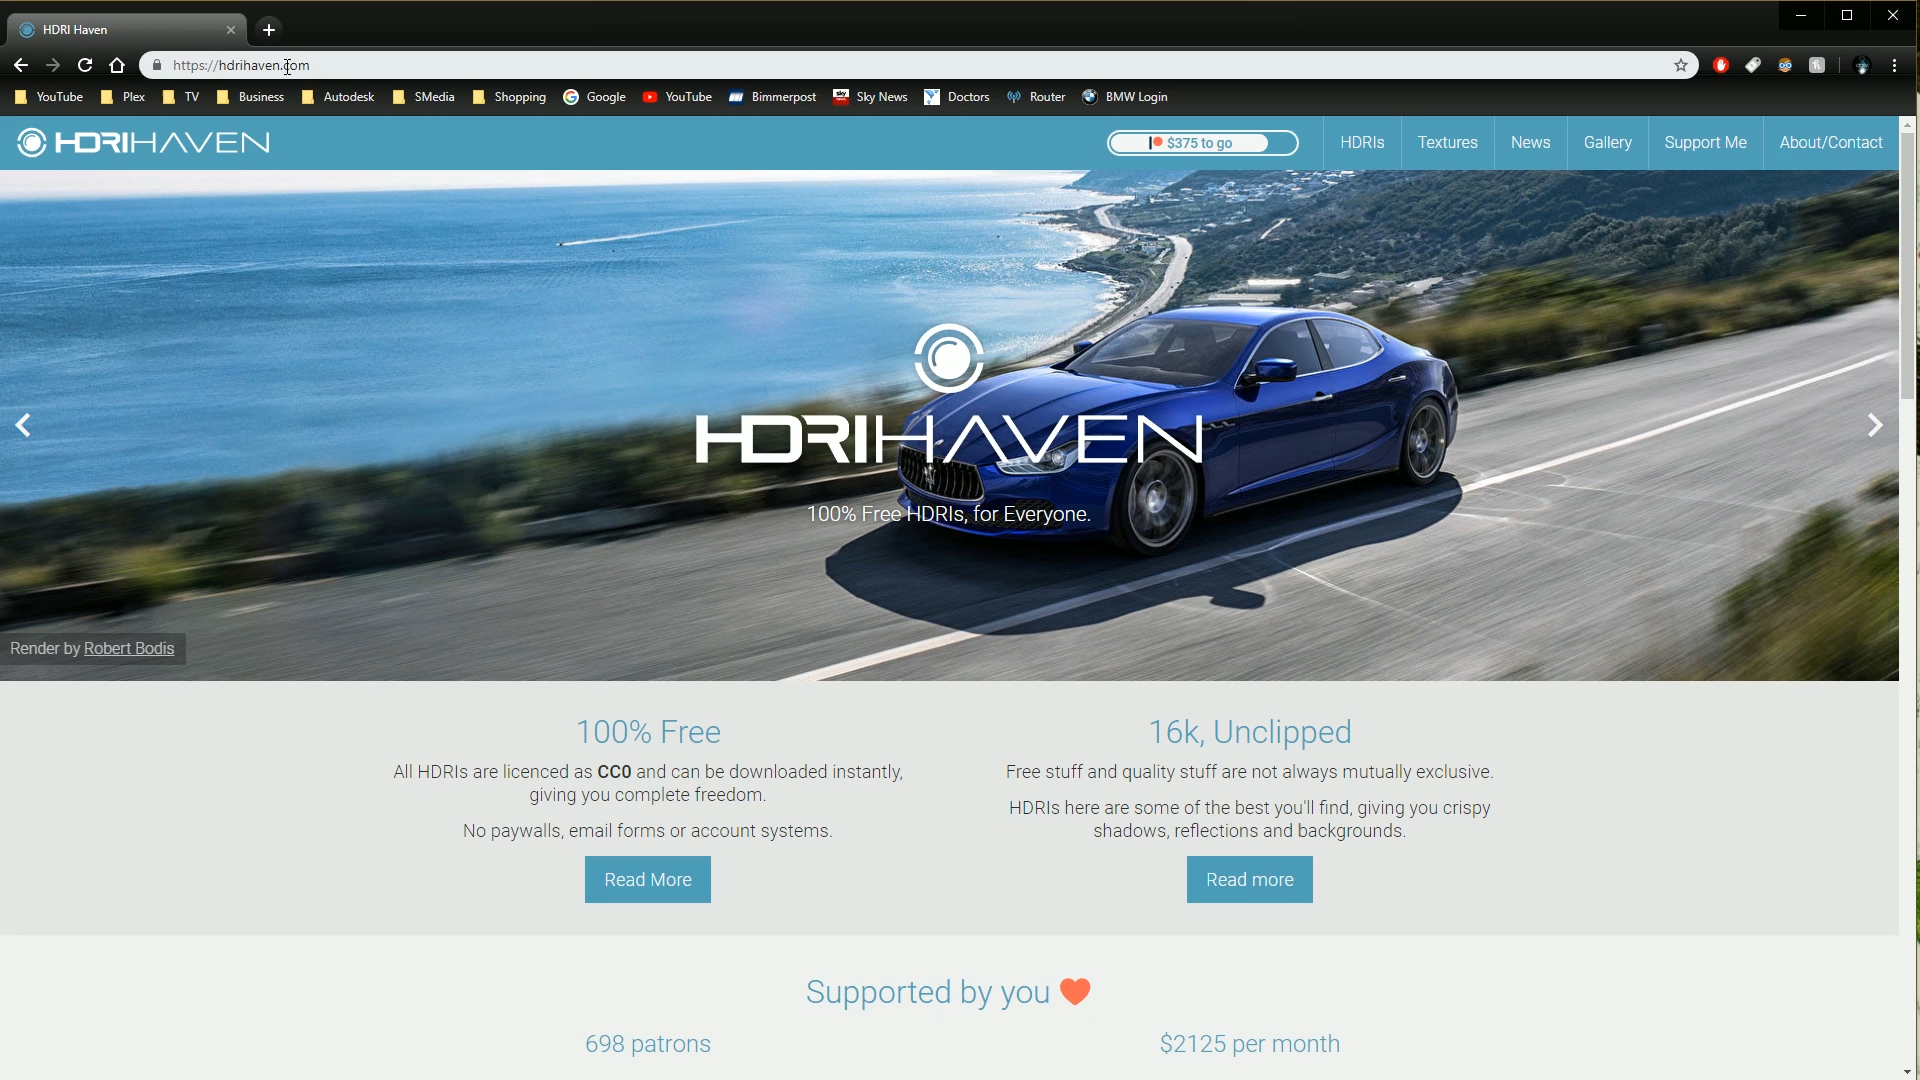 HDRI Haven
https://hdrihaven.com
YouTube Plex TV Business Autodesk SMedia Shopping Google YouTube Bimmerpost Sky News Doctors Router BMW Login
HDRIHAVEN
$375 to go
HDRIs Textures News Gallery Support Me About/Contact
HDRIHAVEN
100% Free HDRIs, for Everyone.
Render by Robert Bodis
100% Free
All HDRIs are licenced as CC0 and can be downloaded instantly,
giving you complete freedom.
No paywalls, email forms or account systems.
Read More
16k, Unclipped
Free stuff and quality stuff are not always mutually exclusive.
HDRIs here are some of the best you'll find, giving you crispy
shadows, reflections and backgrounds.
Read more
Supported by you
698 patrons
$2125 per month